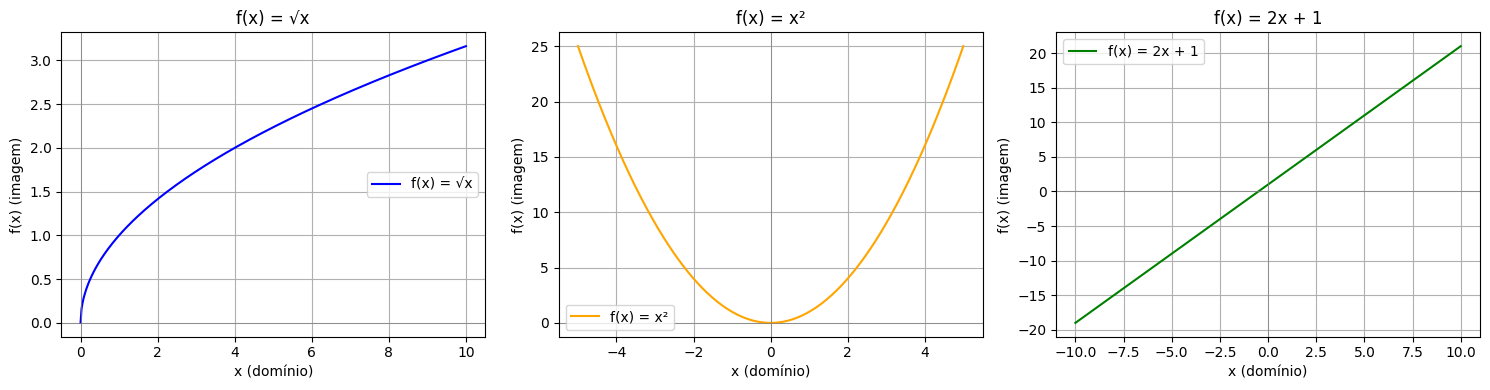 f(x) = √x
3.0
2.5
2.0
1.5
1.0
0.5
0.0
f(x) (imagem)
f(x) = √x
0 2 4 6 8 10
x (domínio)
f(x) = x²
25
20
15
10
5
0
f(x) (imagem)
f(x) = x²
−4 −2 0 2 4
x (domínio)
f(x) = 2x + 1
f(x) = 2x + 1
20
15
10
5
0
−5
−10
−15
−20
f(x) (imagem)
−10.0 −7.5 −5.0 −2.5 0.0 2.5 5.0 7.5 10.0
x (domínio)